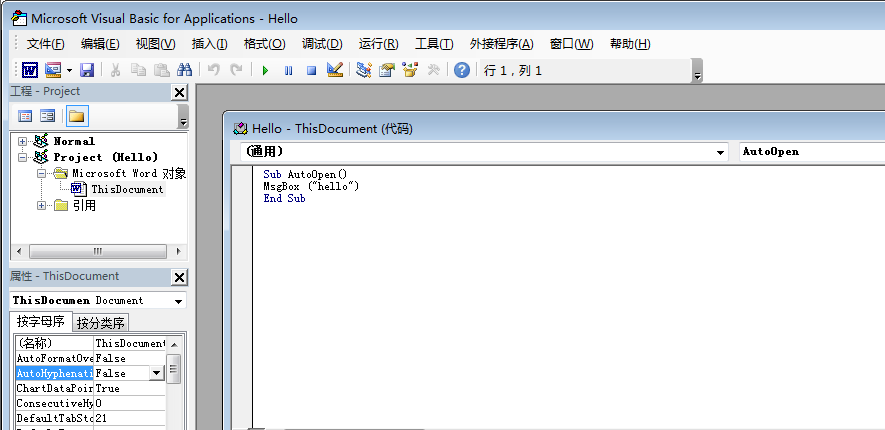 Microsoft Visual Basic for Applications - Hello
文件(F) 编辑(E) 视图(V) 插入(I) 格式(O) 调试(D) 运行(R) 工具(T) 外接程序(A) 窗口(W) 帮助(H)
行 1，列 1
工程 - Project
Normal
Project (Hello)
Microsoft Word 对象
ThisDocument
引用
属性 - ThisDocument
ThisDocumen Document
按字母序 按分类序
(名称) ThisDocument
AutoFormatOve False
AutoHyphenati False
ChartDataPoin True
ConsecutiveHy 0
DefaultTabSto 21
Hello - ThisDocument (代码)
(通用) AutoOpen
Sub AutoOpen()
MsgBox ("hello")
End Sub